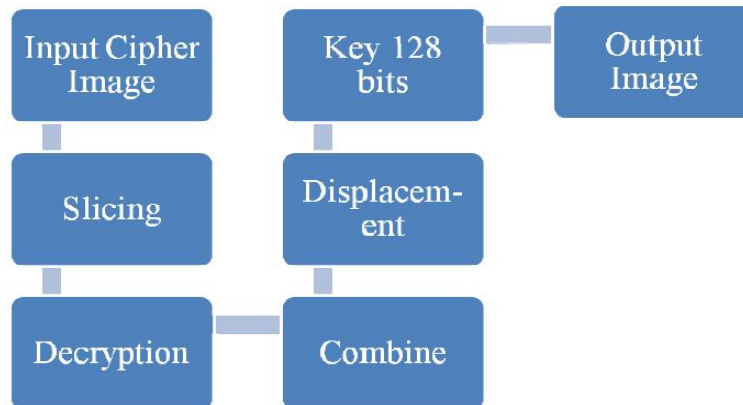 Input Cipher
Image
Slicing
Decryption
Combine
Displacem-
ent
Key 128
bits
Output
Image